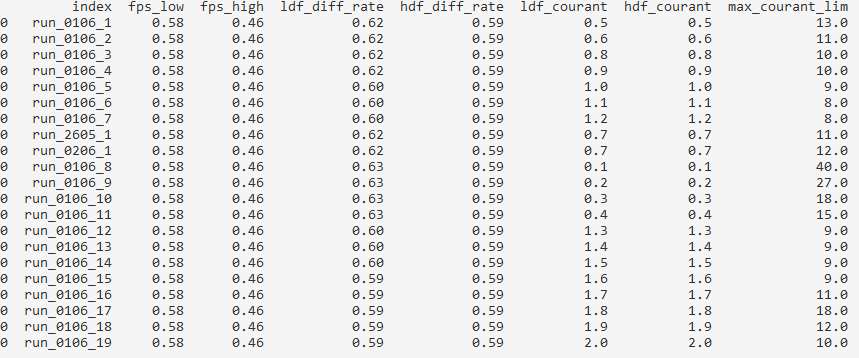 index fps_low fps_high ldf_diff_rate hdf_diff_rate ldf_courant hdf_courant max_courant_lim
0 run_0106_1 0.58 0.46 0.62 0.59 0.5 0.5 13.0
0 run_0106_2 0.58 0.46 0.62 0.59 0.6 0.6 11.0
0 run_0106_3 0.58 0.46 0.62 0.59 0.8 0.8 10.0
0 run_0106_4 0.58 0.46 0.62 0.59 0.9 0.9 10.0
0 run_0106_5 0.58 0.46 0.60 0.59 1.0 1.0 9.0
0 run_0106_6 0.58 0.46 0.60 0.59 1.1 1.1 8.0
0 run_0106_7 0.58 0.46 0.60 0.59 1.2 1.2 8.0
0 run_2605_1 0.58 0.46 0.62 0.59 0.7 0.7 11.0
0 run_0206_1 0.58 0.46 0.62 0.59 0.7 0.7 12.0
0 run_0106_8 0.58 0.46 0.63 0.59 0.1 0.1 40.0
0 run_0106_9 0.58 0.46 0.63 0.59 0.2 0.2 27.0
0 run_0106_10 0.58 0.46 0.63 0.59 0.3 0.3 18.0
0 run_0106_11 0.58 0.46 0.63 0.59 0.4 0.4 15.0
0 run_0106_12 0.58 0.46 0.60 0.59 1.3 1.3 9.0
0 run_0106_13 0.58 0.46 0.60 0.59 1.4 1.4 9.0
0 run_0106_14 0.58 0.46 0.60 0.59 1.5 1.5 9.0
0 run_0106_15 0.58 0.46 0.59 0.59 1.6 1.6 9.0
0 run_0106_16 0.58 0.46 0.59 0.59 1.7 1.7 11.0
0 run_0106_17 0.58 0.46 0.59 0.59 1.8 1.8 18.0
0 run_0106_18 0.58 0.46 0.59 0.59 1.9 1.9 12.0
0 run_0106_19 0.58 0.46 0.59 0.59 2.0 2.0 10.0